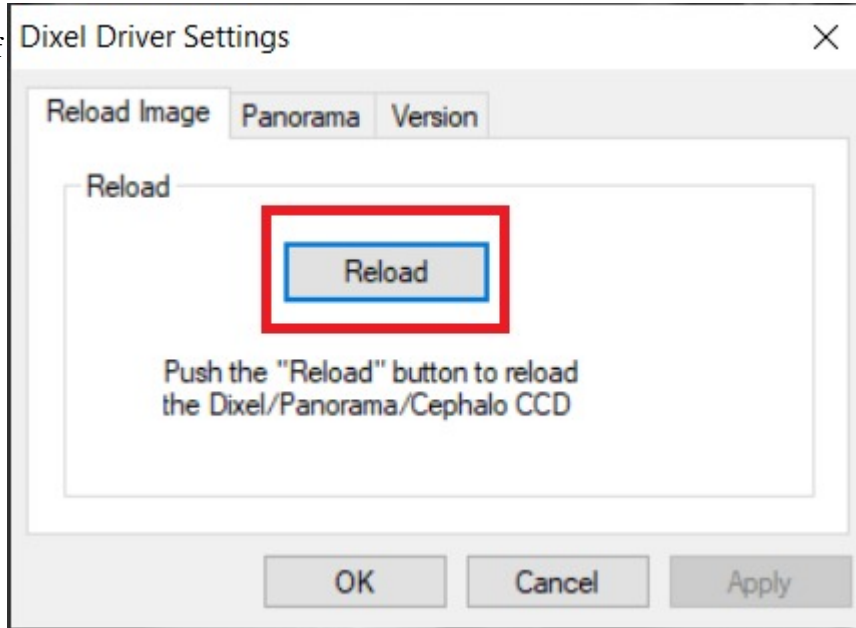 Dixel Driver Settings
Reload Image Panorama Version
Reload
Reload
Push the "Reload" button to reload
the Dixel/Panorama/Cephalo CCD
OK Cancel Apply